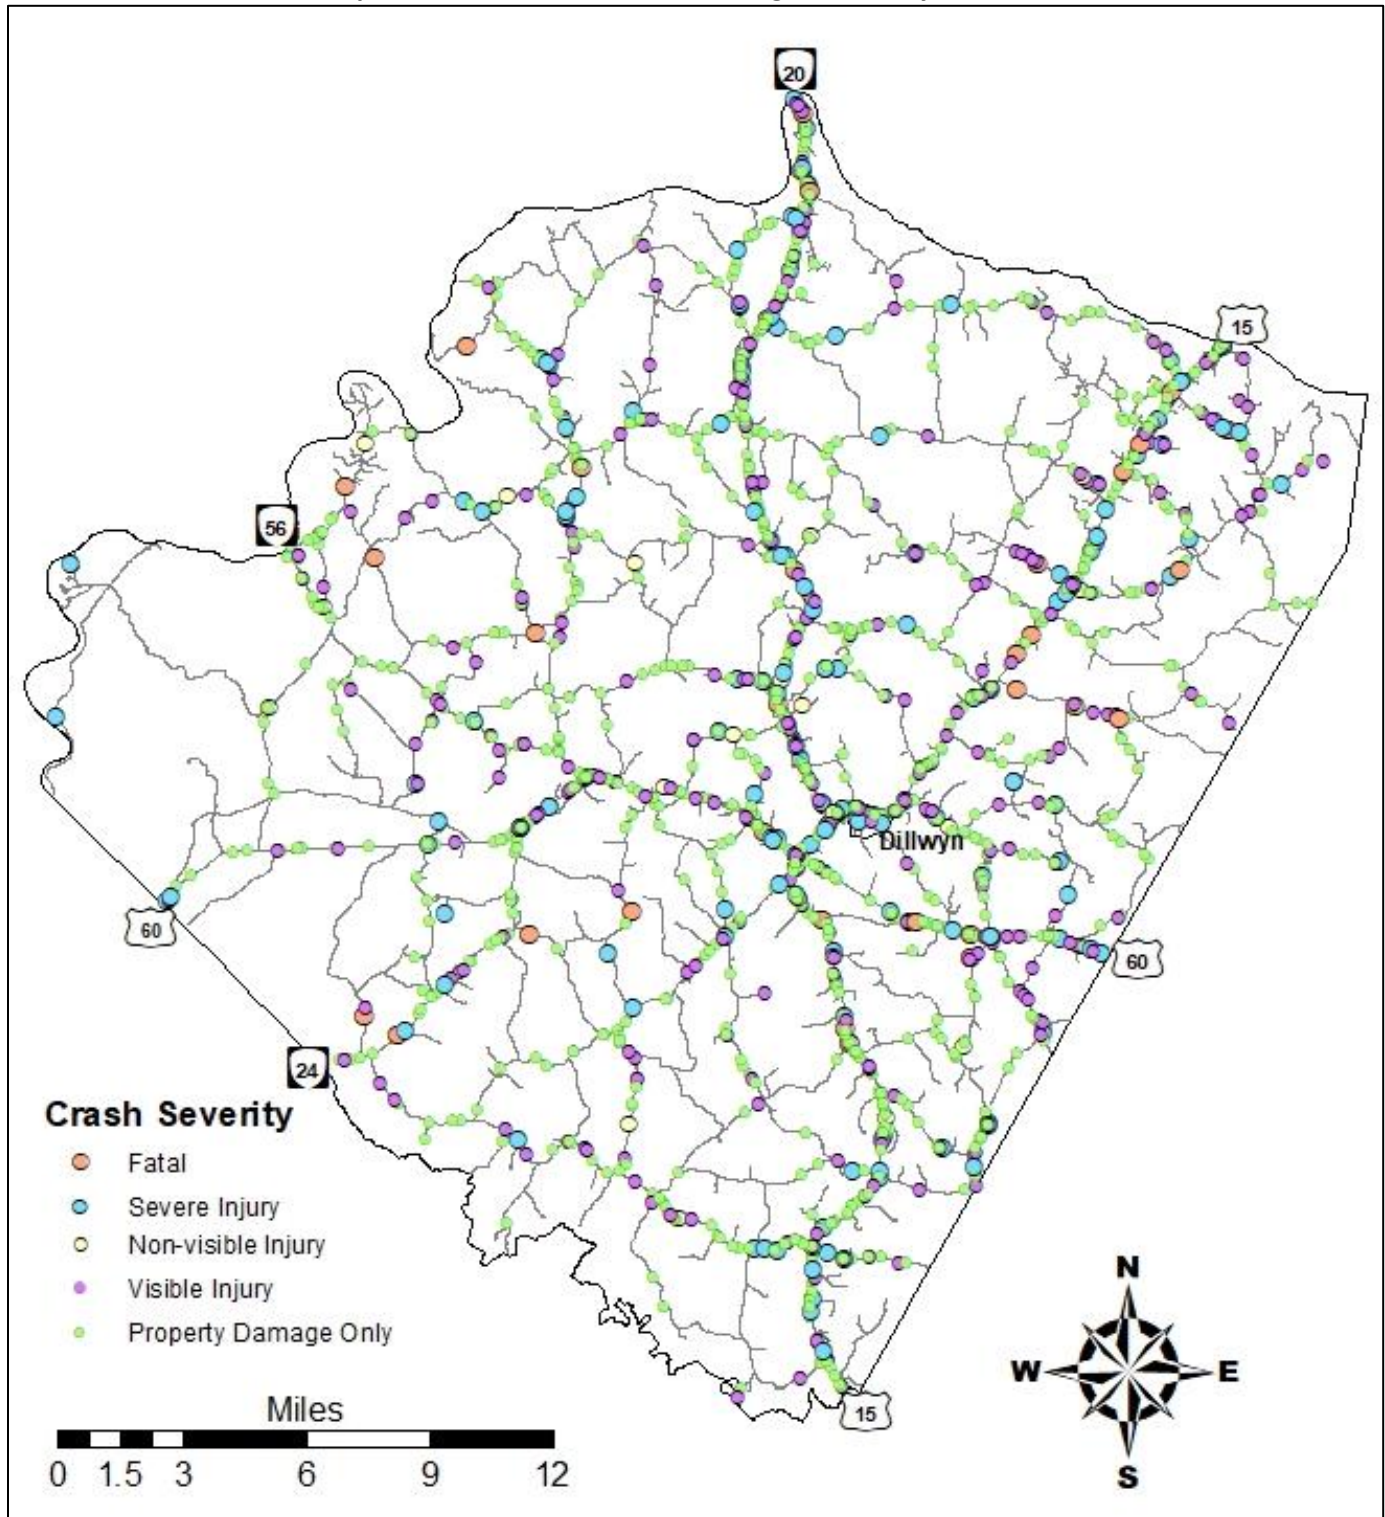 20
15
56
Dillwyn
60
60
24
Crash Severity
Fatal
Severe Injury
Non-visible Injury
Visible Injury
Property Damage Only
N
W E
S
Miles
0 1.5 3 6 9 12
15